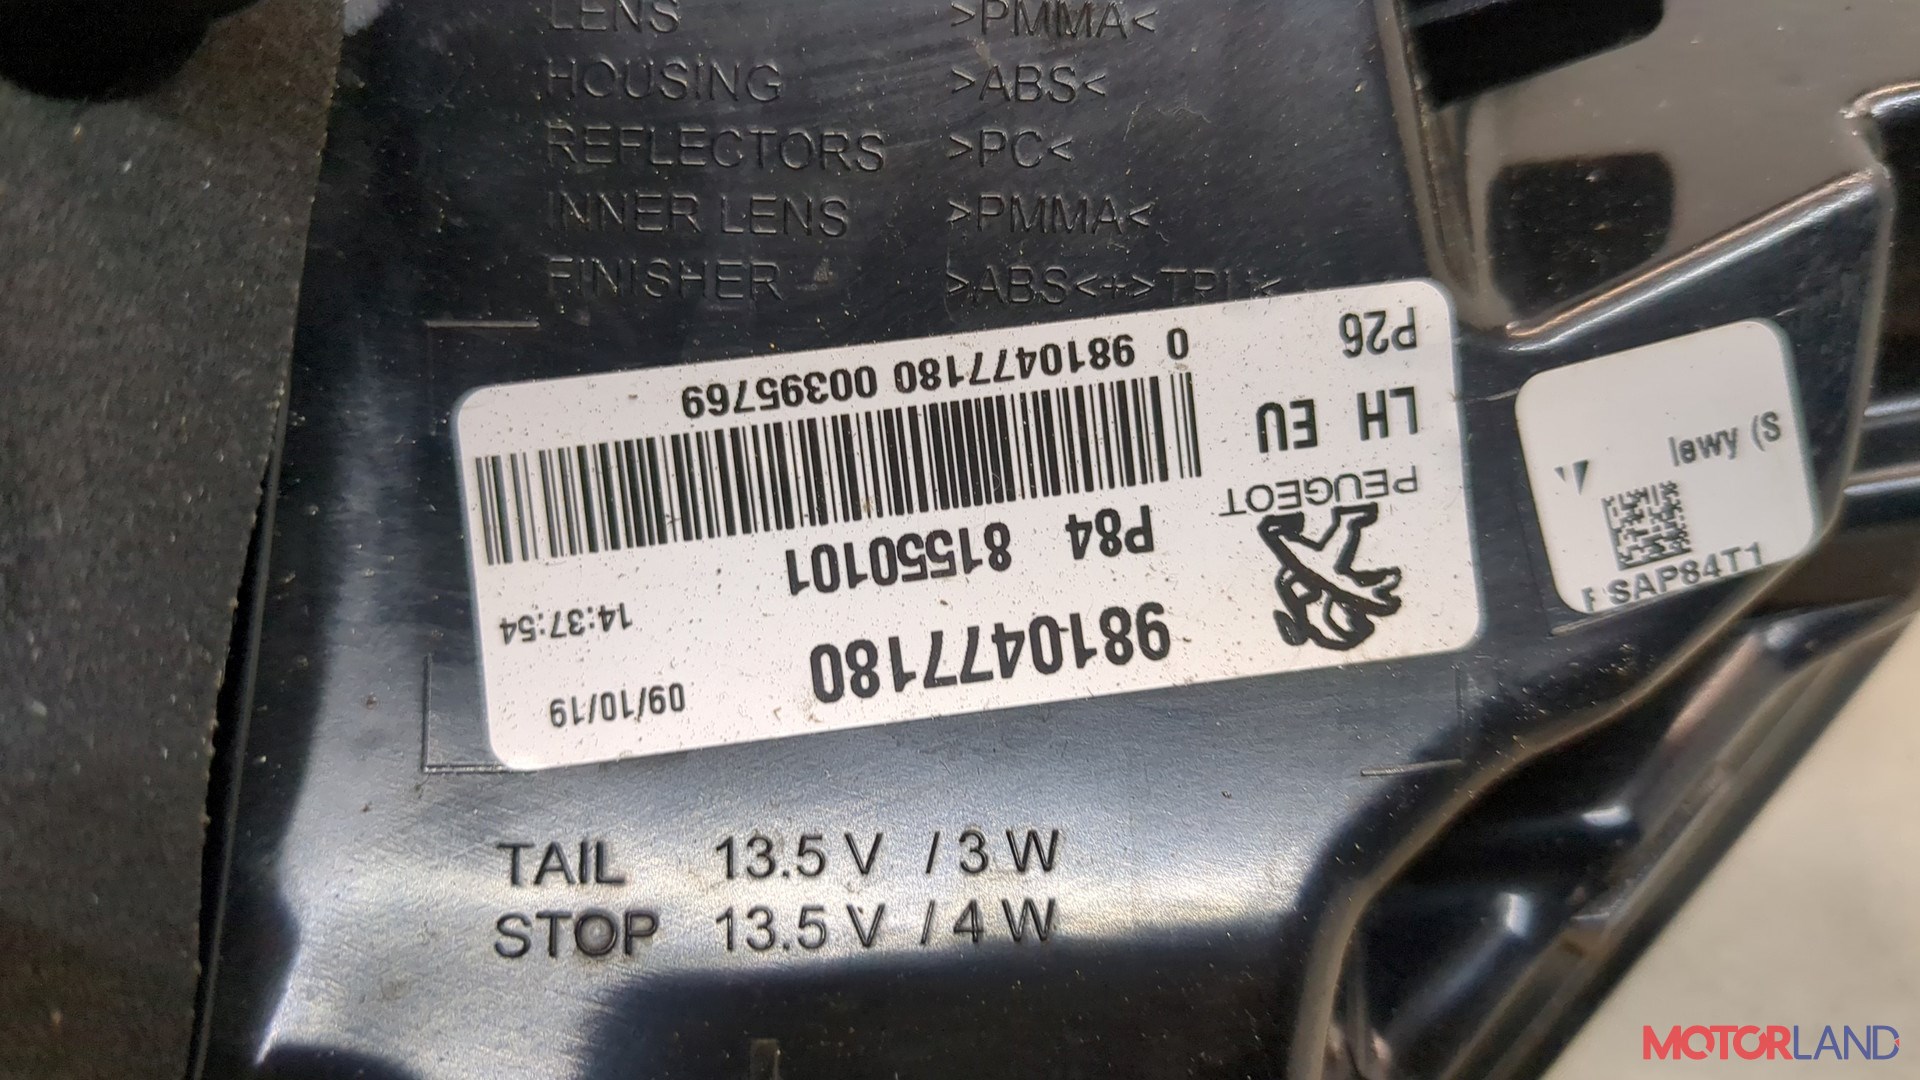 LENS >PMMA<
HOUSING >ABS<
REFLECTORS >PC<
INNER LENS >PMMA<
FINISHER >ABS<+>TPU<
9810477180 09/10/19
P84 81550101 14:37:54
PEUGEOT
LH EU
P26
0 9810477180 00395769
lewy (S
SAP84T1
TAIL 13.5 V / 3 W
STOP 13.5 V / 4 W
MOTORLAND